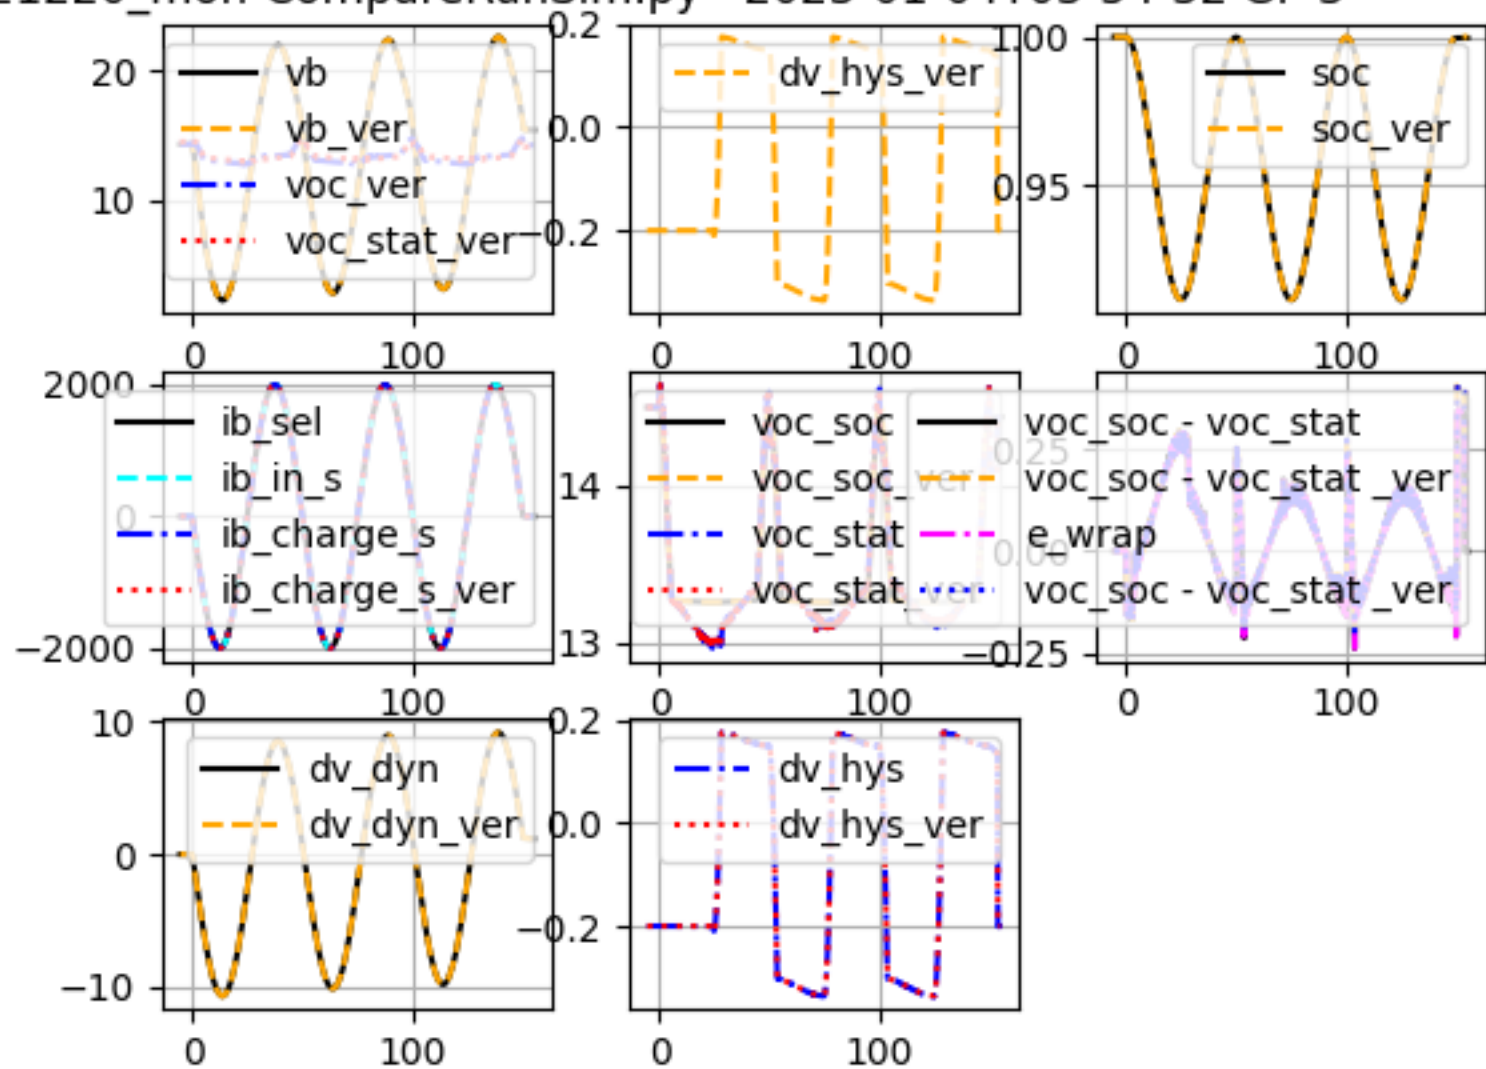 vb
vb_ver
voc_ver
voc_stat_ver
20
10
0
100
dv_hys_ver
0.2
0.0
−0.2
0
100
soc
soc_ver
1.00
0.95
0
100
ib_sel
ib_in_s
ib_charge_s
ib_charge_s_ver
2000
0
−2000
0
100
voc_soc
voc_soc_ver
voc_stat
voc_stat_ver
14
13
0
100
voc_soc - voc_stat
voc_soc - voc_stat _ver
e_wrap
voc_soc - voc_stat _ver
0.25
0.00
−0.25
0
100
dv_dyn
dv_dyn_ver
10
0
−10
0
100
dv_hys
dv_hys_ver
0.2
0.0
−0.2
0
100